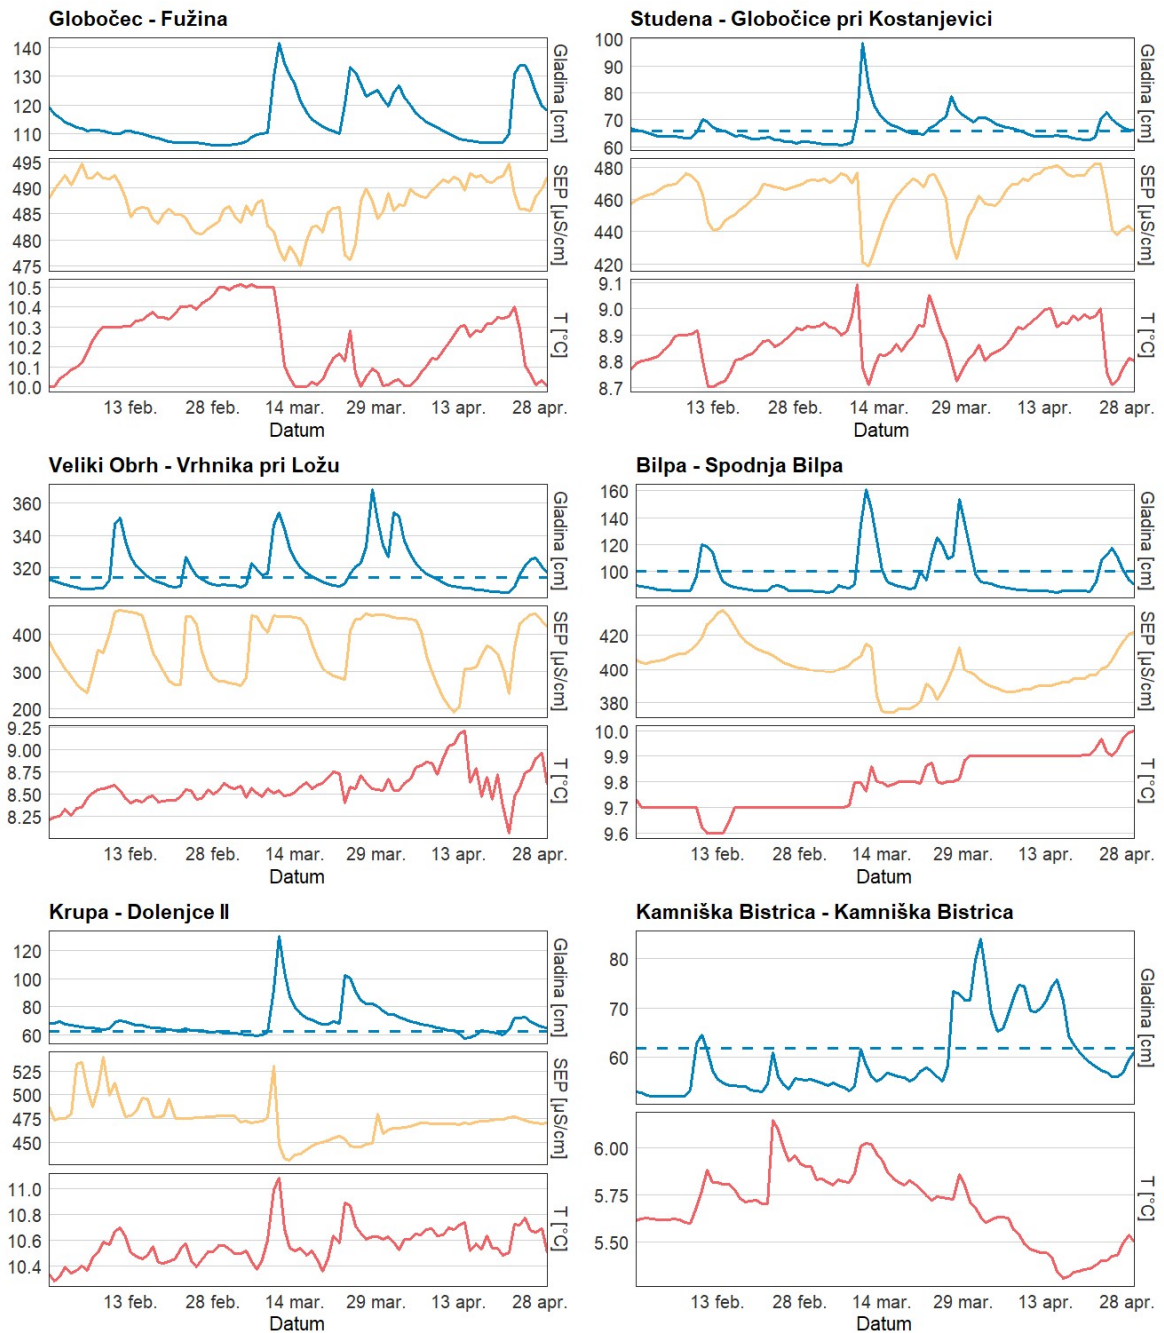 Globočec - Fužina
140
130
120
110
Gladina [cm]
495
490
485
480
475
SEP [µS/cm]
10.5
10.4
10.3
10.2
10.1
10.0
T [°C]
13 feb. 28 feb. 14 mar. 29 mar. 13 apr. 28 apr.
Datum
Studena - Globočice pri Kostanjevici
100
90
80
70
60
Gladina [cm]
480
460
440
420
SEP [µS/cm]
9.1
9.0
8.9
8.8
8.7
T [°C]
13 feb. 28 feb. 14 mar. 29 mar. 13 apr. 28 apr.
Datum
Veliki Obrh - Vrhnika pri Ložu
360
340
320
Gladina [cm]
400
300
200
SEP [µS/cm]
9.25
9.00
8.75
8.50
8.25
T [°C]
13 feb. 28 feb. 14 mar. 29 mar. 13 apr. 28 apr.
Datum
Bilpa - Spodnja Bilpa
160
140
120
100
Gladina [cm]
420
400
380
SEP [µS/cm]
10.0
9.9
9.8
9.7
9.6
T [°C]
13 feb. 28 feb. 14 mar. 29 mar. 13 apr. 28 apr.
Datum
Krupa - Dolenjce II
120
100
80
60
Gladina [cm]
525
500
475
450
SEP [µS/cm]
11.0
10.8
10.6
10.4
T [°C]
13 feb. 28 feb. 14 mar. 29 mar. 13 apr. 28 apr.
Datum
Kamniška Bistrica - Kamniška Bistrica
80
70
60
Gladina [cm]
6.00
5.75
5.50
T [°C]
13 feb. 28 feb. 14 mar. 29 mar. 13 apr. 28 apr.
Datum